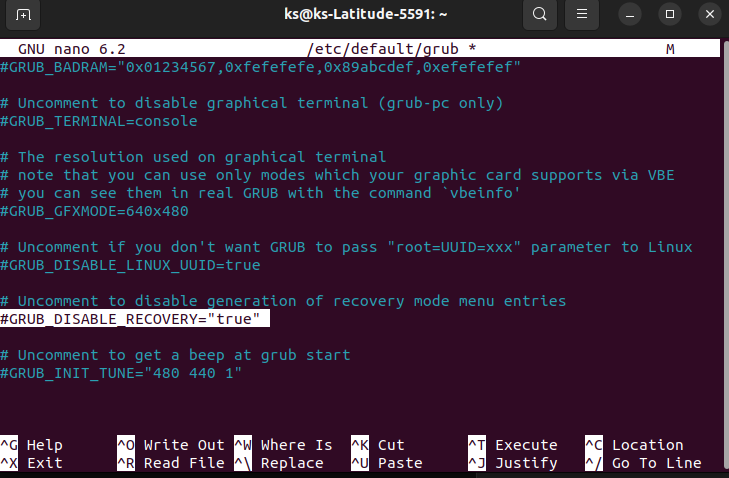 ks@ks-Latitude-5591: ~
GNU nano 6.2 /etc/default/grub * M
#GRUB_BADRAM="0x01234567,0xfefefefe,0x89abcdef,0xefefefef"
# Uncomment to disable graphical terminal (grub-pc only)
#GRUB_TERMINAL=console
# The resolution used on graphical terminal
# note that you can use only modes which your graphic card supports via VBE
# you can see them in real GRUB with the command `vbeinfo'
#GRUB_GFXMODE=640x480
# Uncomment if you don't want GRUB to pass "root=UUID=xxx" parameter to Linux
#GRUB_DISABLE_LINUX_UUID=true
# Uncomment to disable generation of recovery mode menu entries
#GRUB_DISABLE_RECOVERY="true"
# Uncomment to get a beep at grub start
#GRUB_INIT_TUNE="480 440 1"
^G Help ^O Write Out ^W Where Is ^K Cut ^T Execute ^C Location
^X Exit ^R Read File ^\ Replace ^U Paste ^J Justify ^/ Go To Line